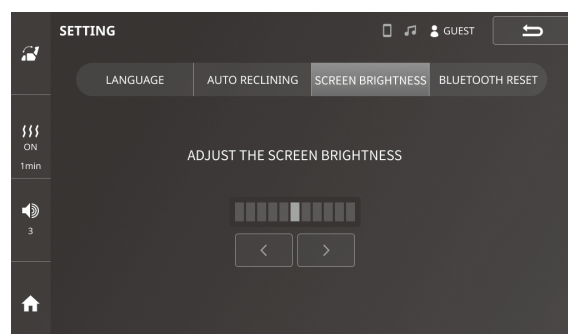 SETTING
GUEST
LANGUAGE
AUTO RECLINING
SCREEN BRIGHTNESS
BLUETOOTH RESET
ON
1min
ADJUST THE SCREEN BRIGHTNESS
3